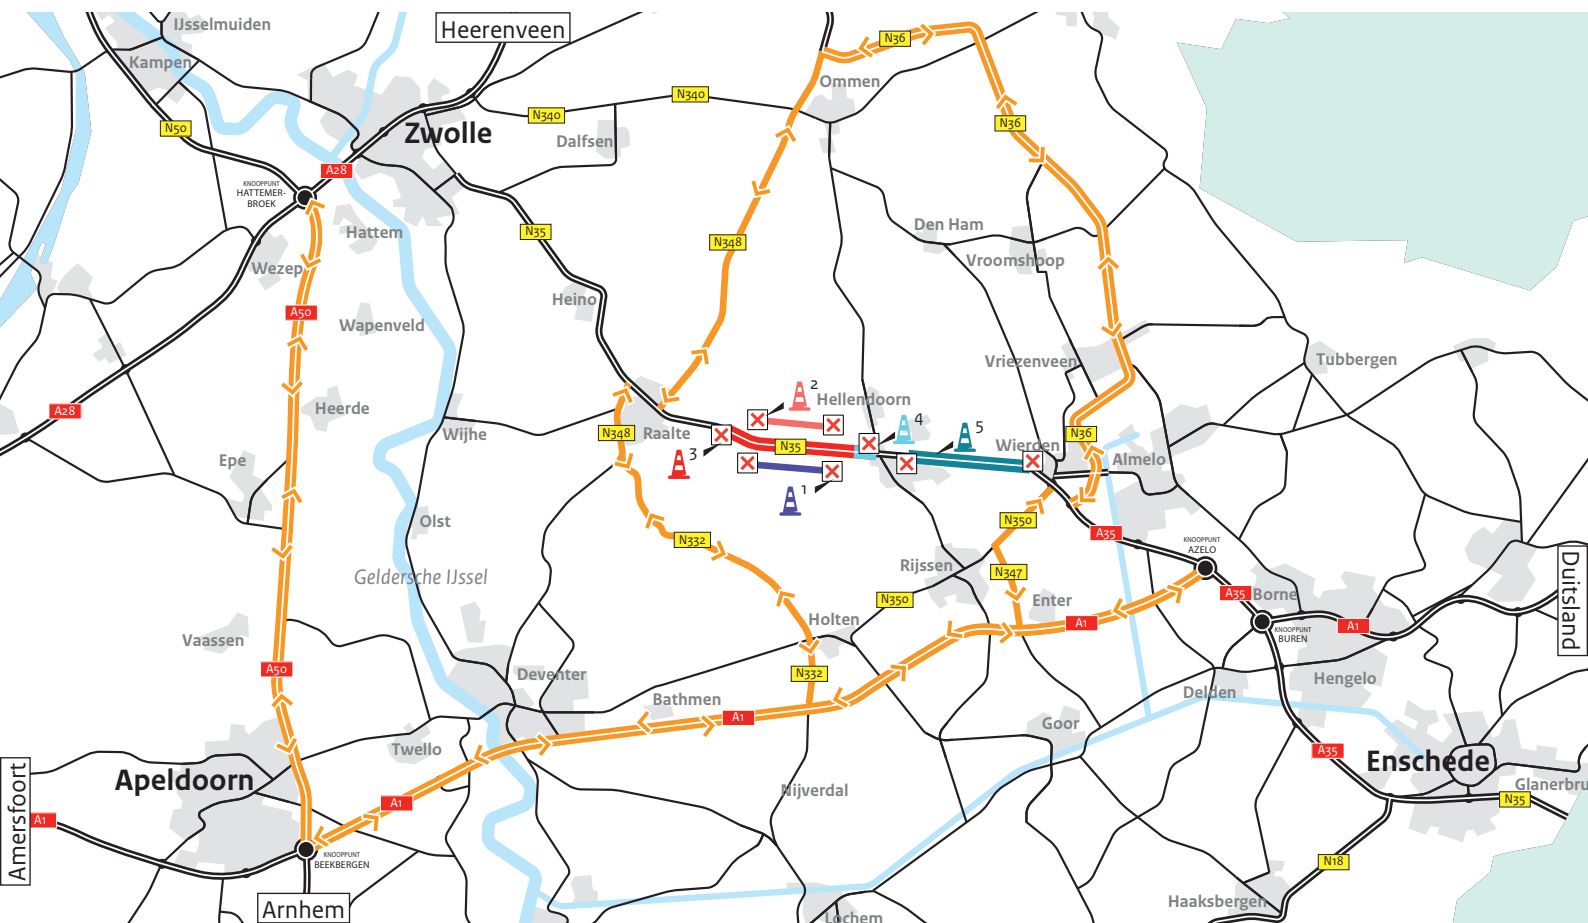 IJsselmuiden
Heerenveen
N36
Kampen
Ommen
N340
N340
N36
N50
Zwolle
Dalfsen
A28
KNOOPPUNT
HATTEMER-
BROEK
Hattem
N35
N348
Den Ham
Wezep
Vroomshoop
Heino
A50
Wapenveld
Vriezenveen
Tubbergen
A28
Heerde
2
Hellendoorn
N348
Raalte
Wijhe
N35
4
5
N36
Wierden
3
Almelo
Epe
1
Olst
N350
N332
A35
KNOOPPUNT
AZELO
Geldersche IJssel
Rijssen
N347
Duitsland
N350
Enter
A35
Borne
Holten
A1
A1
KNOOPPUNT
BUREN
Vaassen
A50
N332
Deventer
Hengelo
Bathmen
Delden
A1
Goor
Twello
A35
Enschede
Apeldoorn
Glanerbru
Nijverdal
A1
N35
Amersfoort
A1
KNOOPPUNT
BEEKBERGEN
N18
Arnhem
Haaksbergen
Lochem